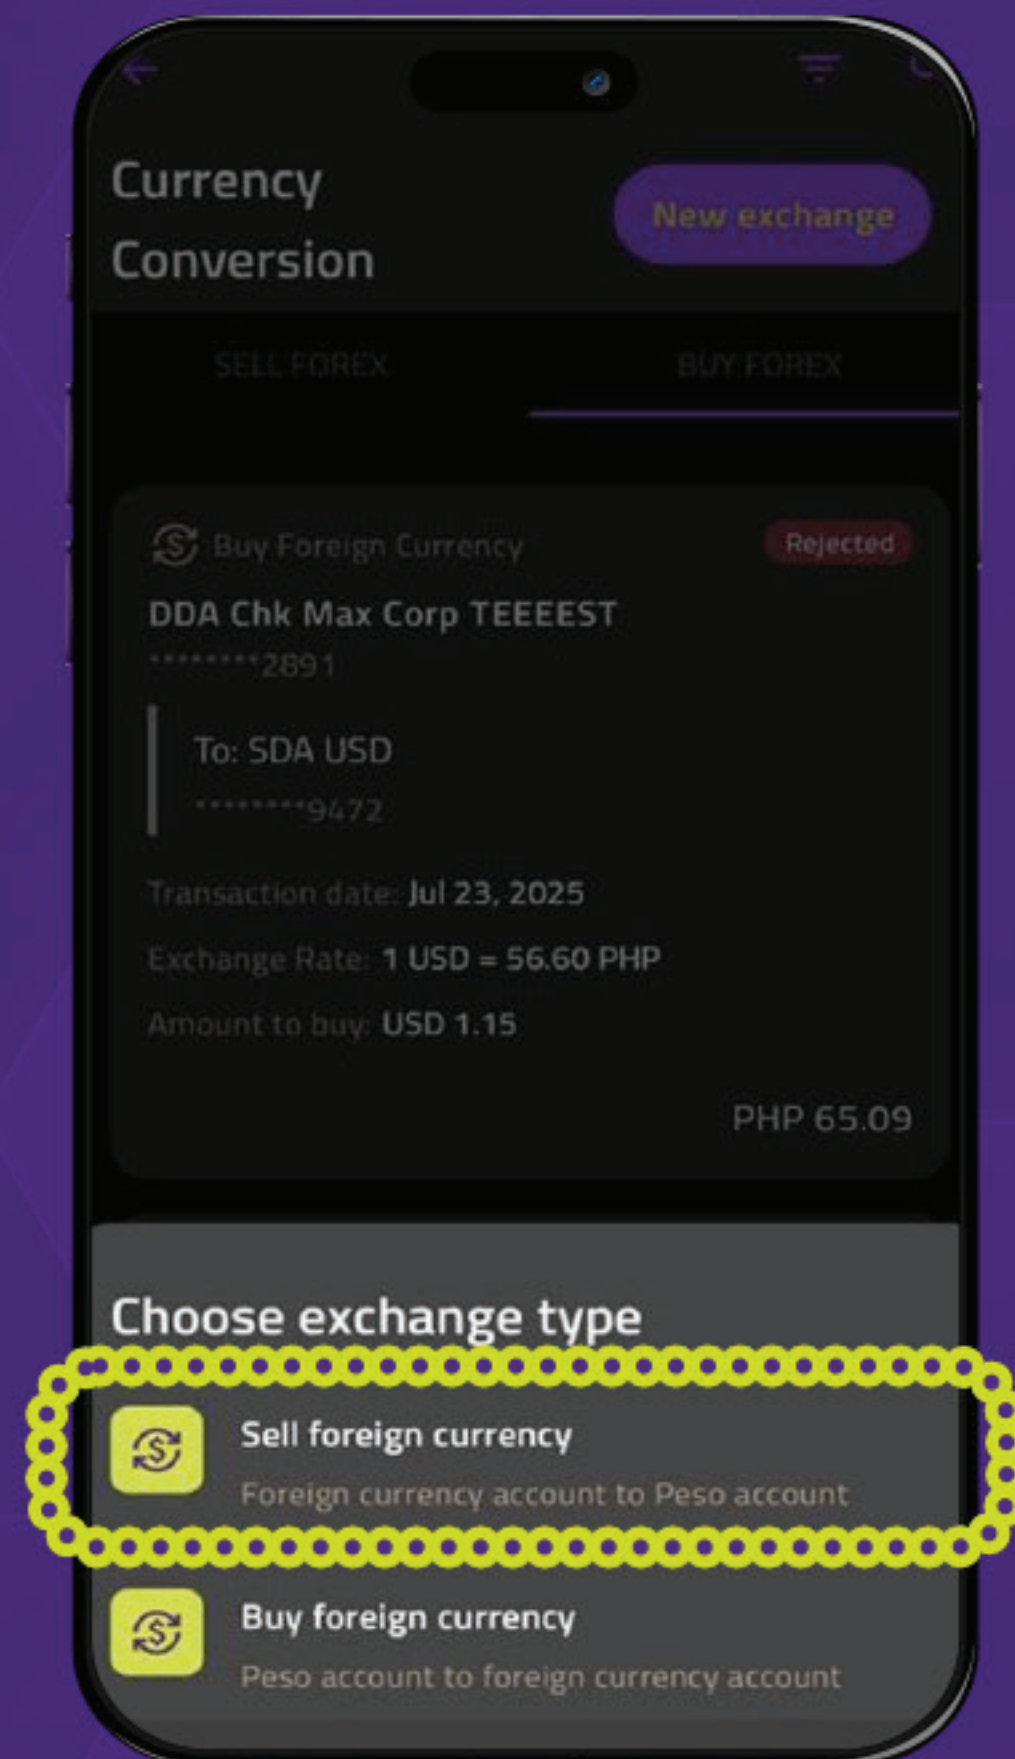 Currency
Conversion
New exchange
SELL FOREX
BUY FOREX
Buy Foreign Currency
Rejected
DDA Chk Max Corp TEEEEST
********2891
To: SDA USD
********9472
Transaction date: Jul 23, 2025
Exchange Rate: 1 USD = 56.60 PHP
Amount to buy: USD 1.15
PHP 65.09
Choose exchange type
Sell foreign currency
Foreign currency account to Peso account
Buy foreign currency
Peso account to foreign currency account